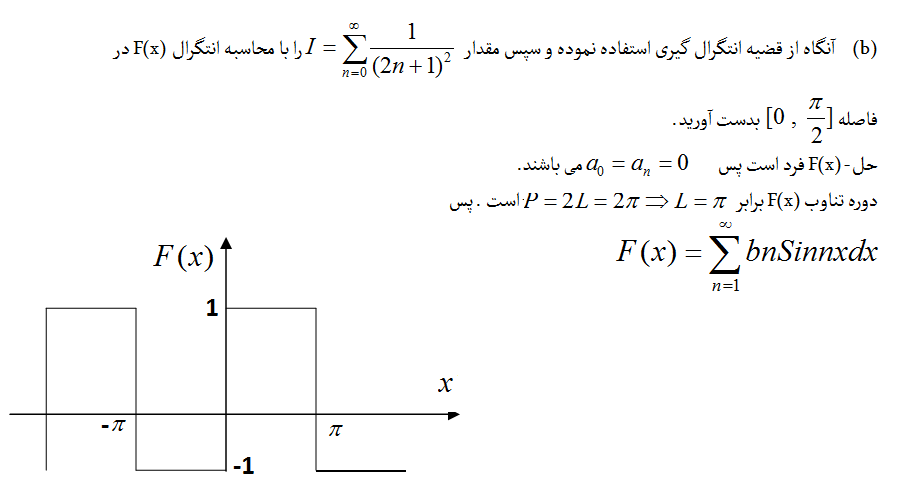 (b) آنگاه از قضیه انتگرال گیری استفاده نموده و سپس مقدار $I = \sum_{n=0}^{\infty} \frac{1}{(2n+1)^2}$ را با محاسبه انتگرال F(x) در
فاصله $[0 , \frac{\pi}{2}]$ بدست آورید.
حل- F(x) فرد است پس $a_0 = a_n = 0$ می باشند.
دوره تناوب F(x) برابر $P = 2L = 2\pi \Rightarrow L = \pi$ است . پس
$F(x) = \sum_{n=1}^{\infty} bnSinnxdx$
F(x)
1
x
-π
π
-1